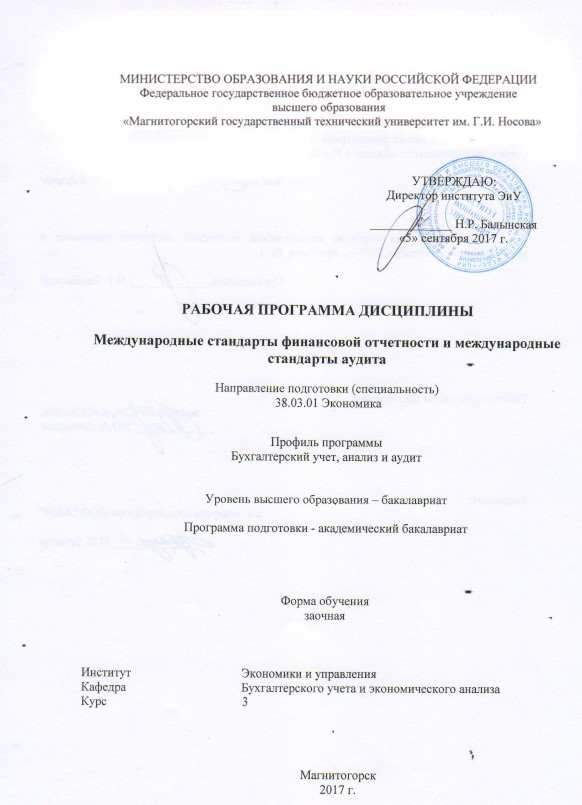 МИНИСТЕРСТВО ОБРАЗОВАНИЯ И НАУКИ РОССИЙСКОЙ ФЕДЕРАЦИИ
Федеральное государственное бюджетное образовательное учреждение
высшего образования
«Магнитогорский государственный технический университет им. Г.И. Носова»
УТВЕРЖДАЮ:
Директор института ЭиУ
Н.Р. Балынская
«5» сентября 2017 г.
РАБОЧАЯ ПРОГРАММА ДИСЦИПЛИНЫ
Международные стандарты финансовой отчетности и международные
стандарты аудита
Направление подготовки (специальность)
38.03.01 Экономика
Профиль программы
Бухгалтерский учет, анализ и аудит
Уровень высшего образования – бакалавриат
Программа подготовки - академический бакалавриат
Форма обучения
заочная
Институт Экономики и управления
Кафедра Бухгалтерского учета и экономического анализа
Курс 3
Магнитогорск
2017 г.